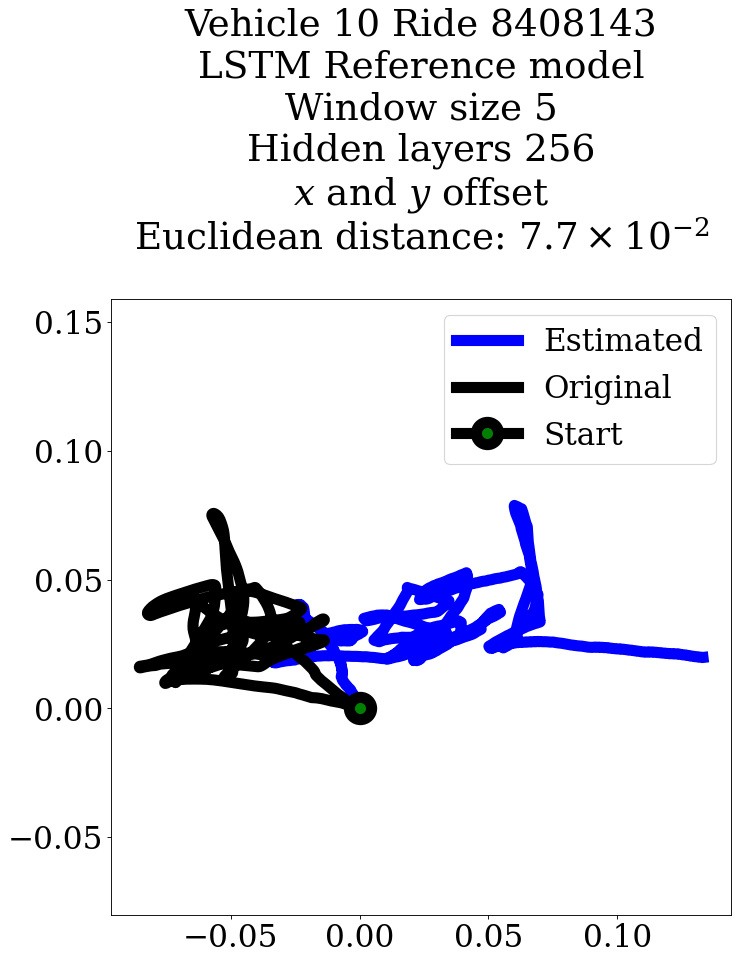 Vehicle 10 Ride 8408143
LSTM Reference model
Window size 5
Hidden layers 256
x and y offset
Euclidean distance: 7.7 × 10⁻²
Estimated
Original
Start
0.15
0.10
0.05
0.00
−0.05
−0.05 0.00 0.05 0.10